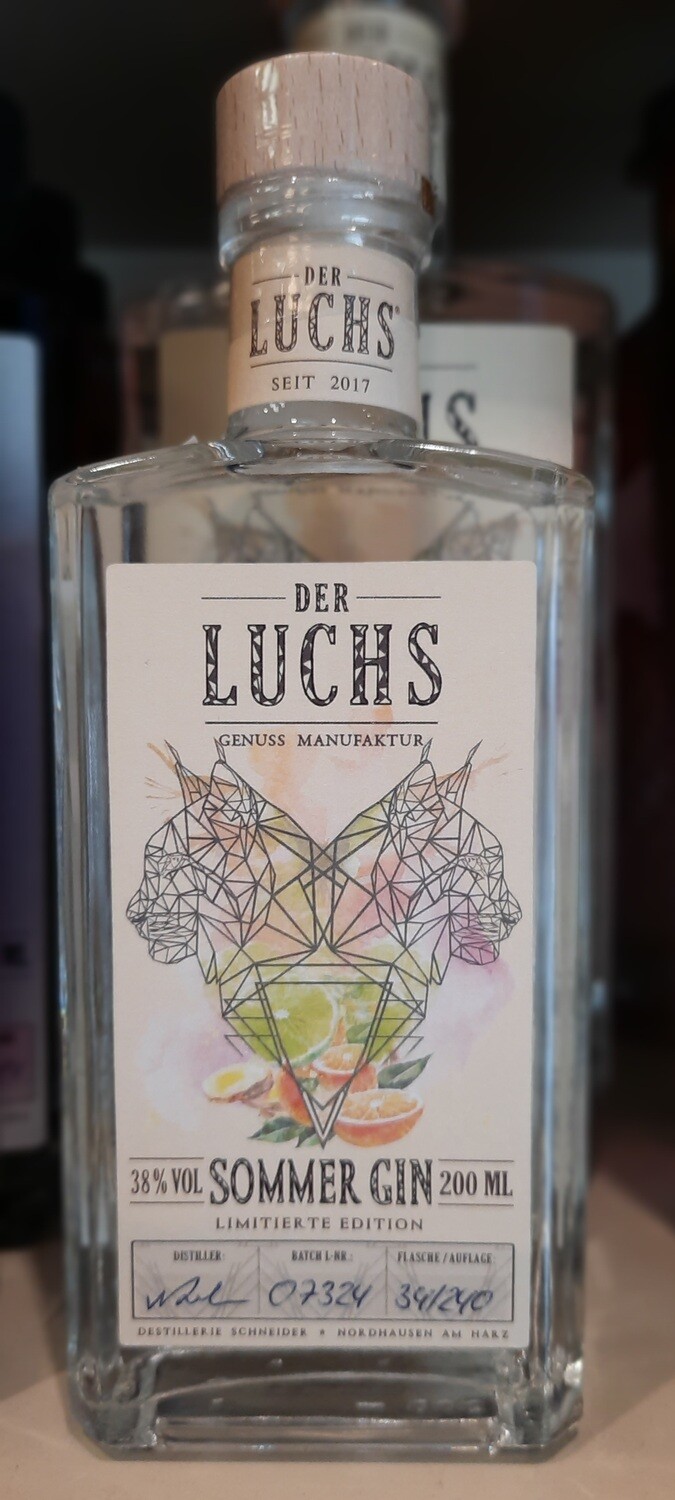 DER
LUCHS®
SEIT 2017
DER
LUCHS
GENUSS MANUFAKTUR
38% VOL SOMMER GIN 200 ML
LIMITIERTE EDITION
DISTILLER: BATCH L-NR.: FLASCHE / AUFLAGE:
07324 34/240
DESTILLERIE SCHNEIDER * NORDHAUSEN AM HARZ